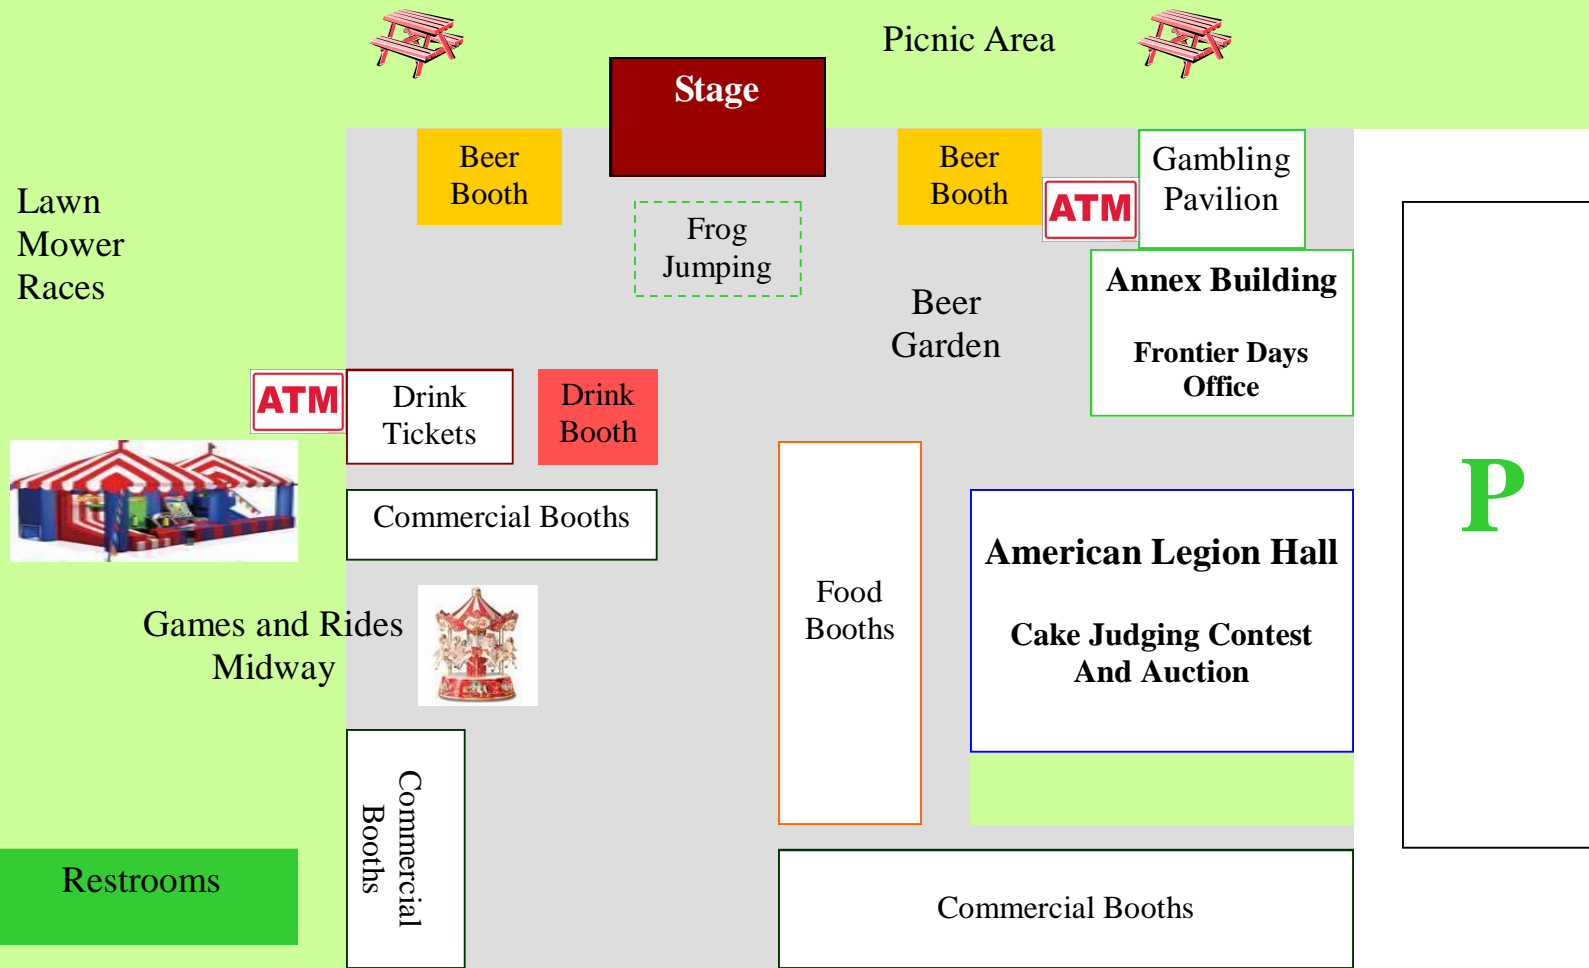 Picnic Area
Stage
Beer
Booth
Beer
Booth
Gambling
Pavilion
ATM
Lawn
Mower
Races
Frog
Jumping
Annex Building
Frontier Days
Office
Beer
Garden
ATM
Drink
Tickets
Drink
Booth
P
Commercial Booths
American Legion Hall
Cake Judging Contest
And Auction
Food
Booths
Games and Rides
Midway
Commercial
Booths
Restrooms
Commercial Booths